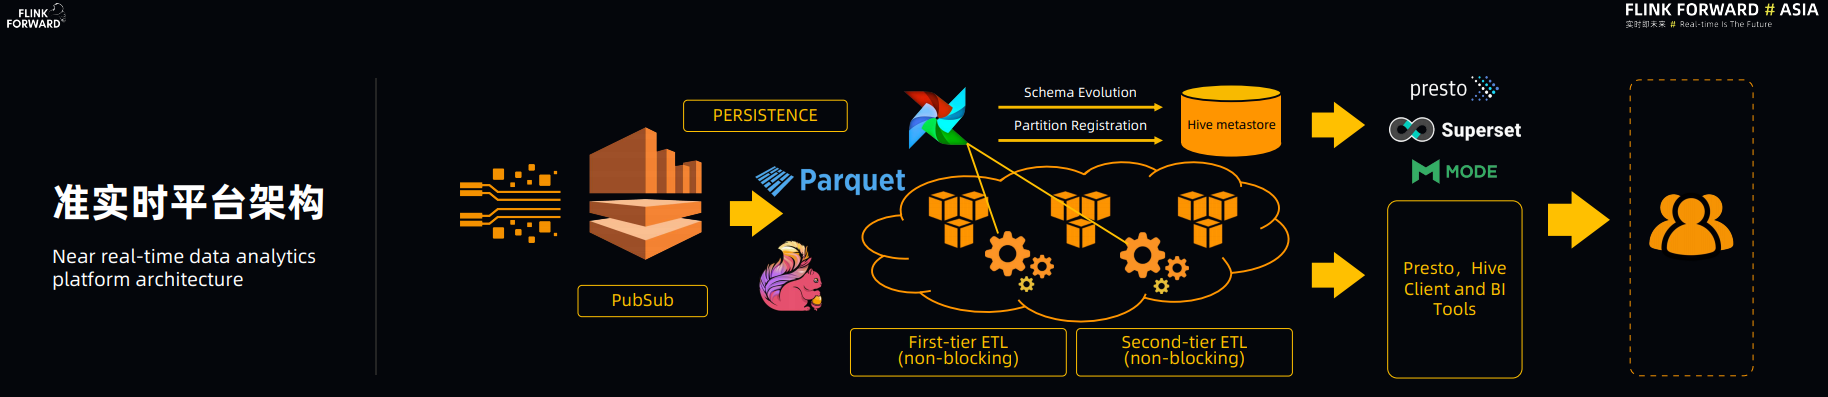 FLINK
FORWARD
FLINK FORWARD # ASIA
实时即未来 # Real-time Is The Future
准实时平台架构
Near real-time data analytics
platform architecture
PubSub
PERSISTENCE
Parquet
Schema Evolution
Partition Registration
Hive metastore
First-tier ETL
(non-blocking)
Second-tier ETL
(non-blocking)
presto
Superset
MODE
Presto，Hive
Client and BI
Tools